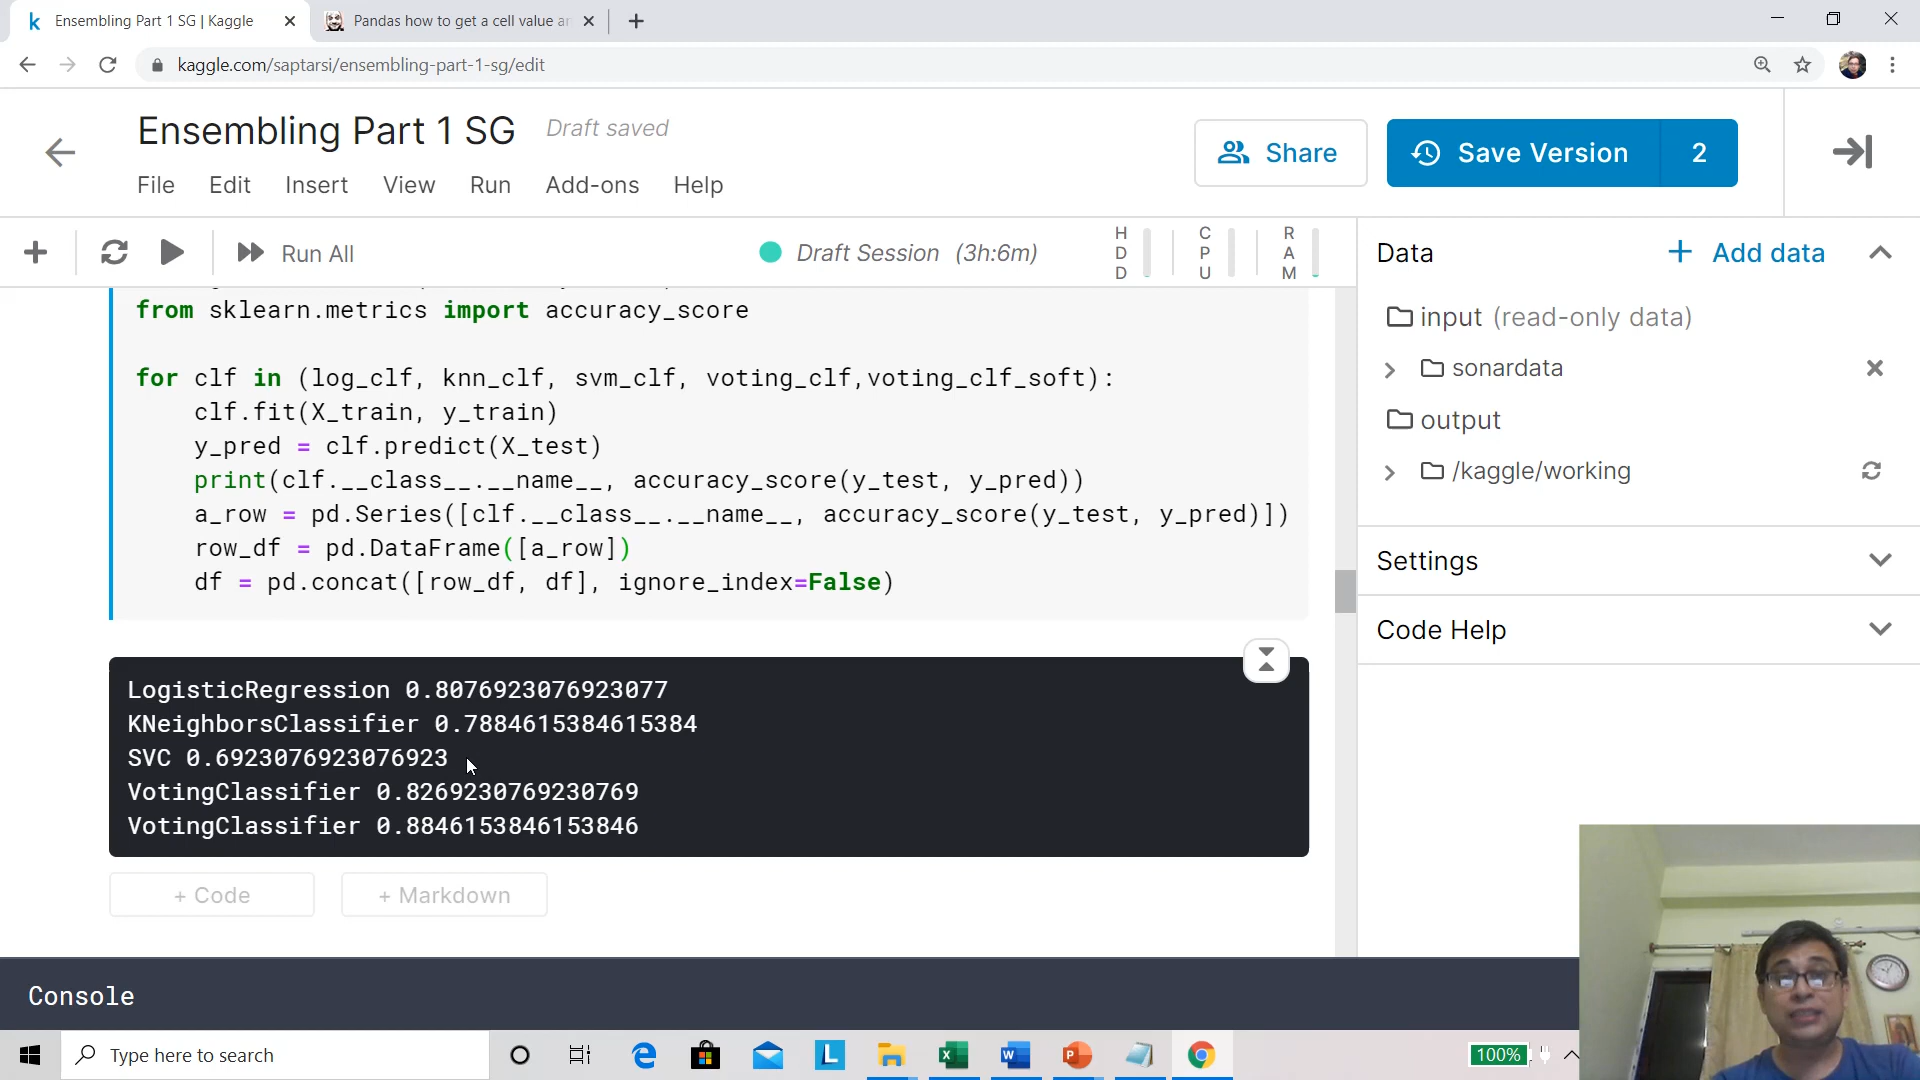 Ensembling Part 1 SG | Kaggle
Pandas how to get a cell value an
kaggle.com/saptarsi/ensembling-part-1-sg/edit
Ensembling Part 1 SG
Draft saved
Share
Save Version
2
File
Edit
Insert
View
Run
Add-ons
Help
Run All
Draft Session (3h:6m)
HDD
CPU
RAM
Data
Add data
input (read-only data)
sonardata
output
/kaggle/working
Settings
Code Help
from sklearn.metrics import accuracy_score
for clf in (log_clf, knn_clf, svm_clf, voting_clf,voting_clf_soft):
clf.fit(X_train, y_train)
y_pred = clf.predict(X_test)
print(clf.__class__.__name__, accuracy_score(y_test, y_pred))
a_row = pd.Series([clf.__class__.__name__, accuracy_score(y_test, y_pred)])
row_df = pd.DataFrame([a_row])
df = pd.concat([row_df, df], ignore_index=False)
LogisticRegression 0.8076923076923077
KNeighborsClassifier 0.7884615384615384
SVC 0.6923076923076923
VotingClassifier 0.8269230769230769
VotingClassifier 0.8846153846153846
+ Code
+ Markdown
Console
Type here to search
100%